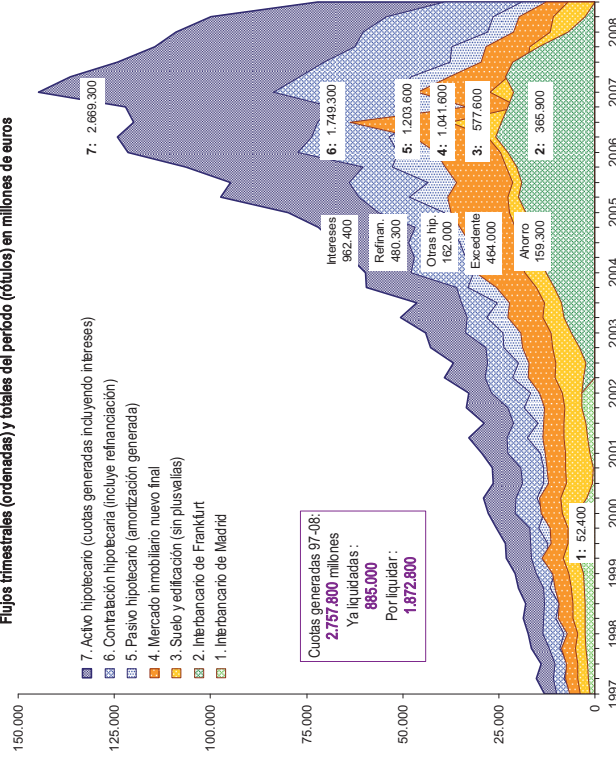 Flujos trimestrales (ordenadas) y totales del período (rótulos) en millones de euros
150.000
125.000
100.000
75.000
50.000
25.000
0
7. Activo hipotecario (cuotas generadas incluyendo intereses)
6. Contratación hipotecaria (incluye refinanciación)
5. Pasivo hipotecario (amortización generada)
4. Mercado inmobiliario nuevo final
3. Suelo y edificación (sin plusvalías)
2. Interbancario de Frankfurt
1. Interbancario de Madrid
Cuotas generadas 97-08:
2.757.800 millones
Ya liquidadas :
885.000
Por liquidar :
1.872.800
7: 2.669.300
6: 1.749.300
5: 1.203.600
4: 1.041.600
3: 577.600
2: 365.900
1: 52.400
Intereses
962.400
Refinan.
480.300
Otras hip.
162.000
Excedente
464.000
Ahorro
159.300
1997
1998
1999
2000
2001
2002
2003
2004
2005
2006
2007
2008